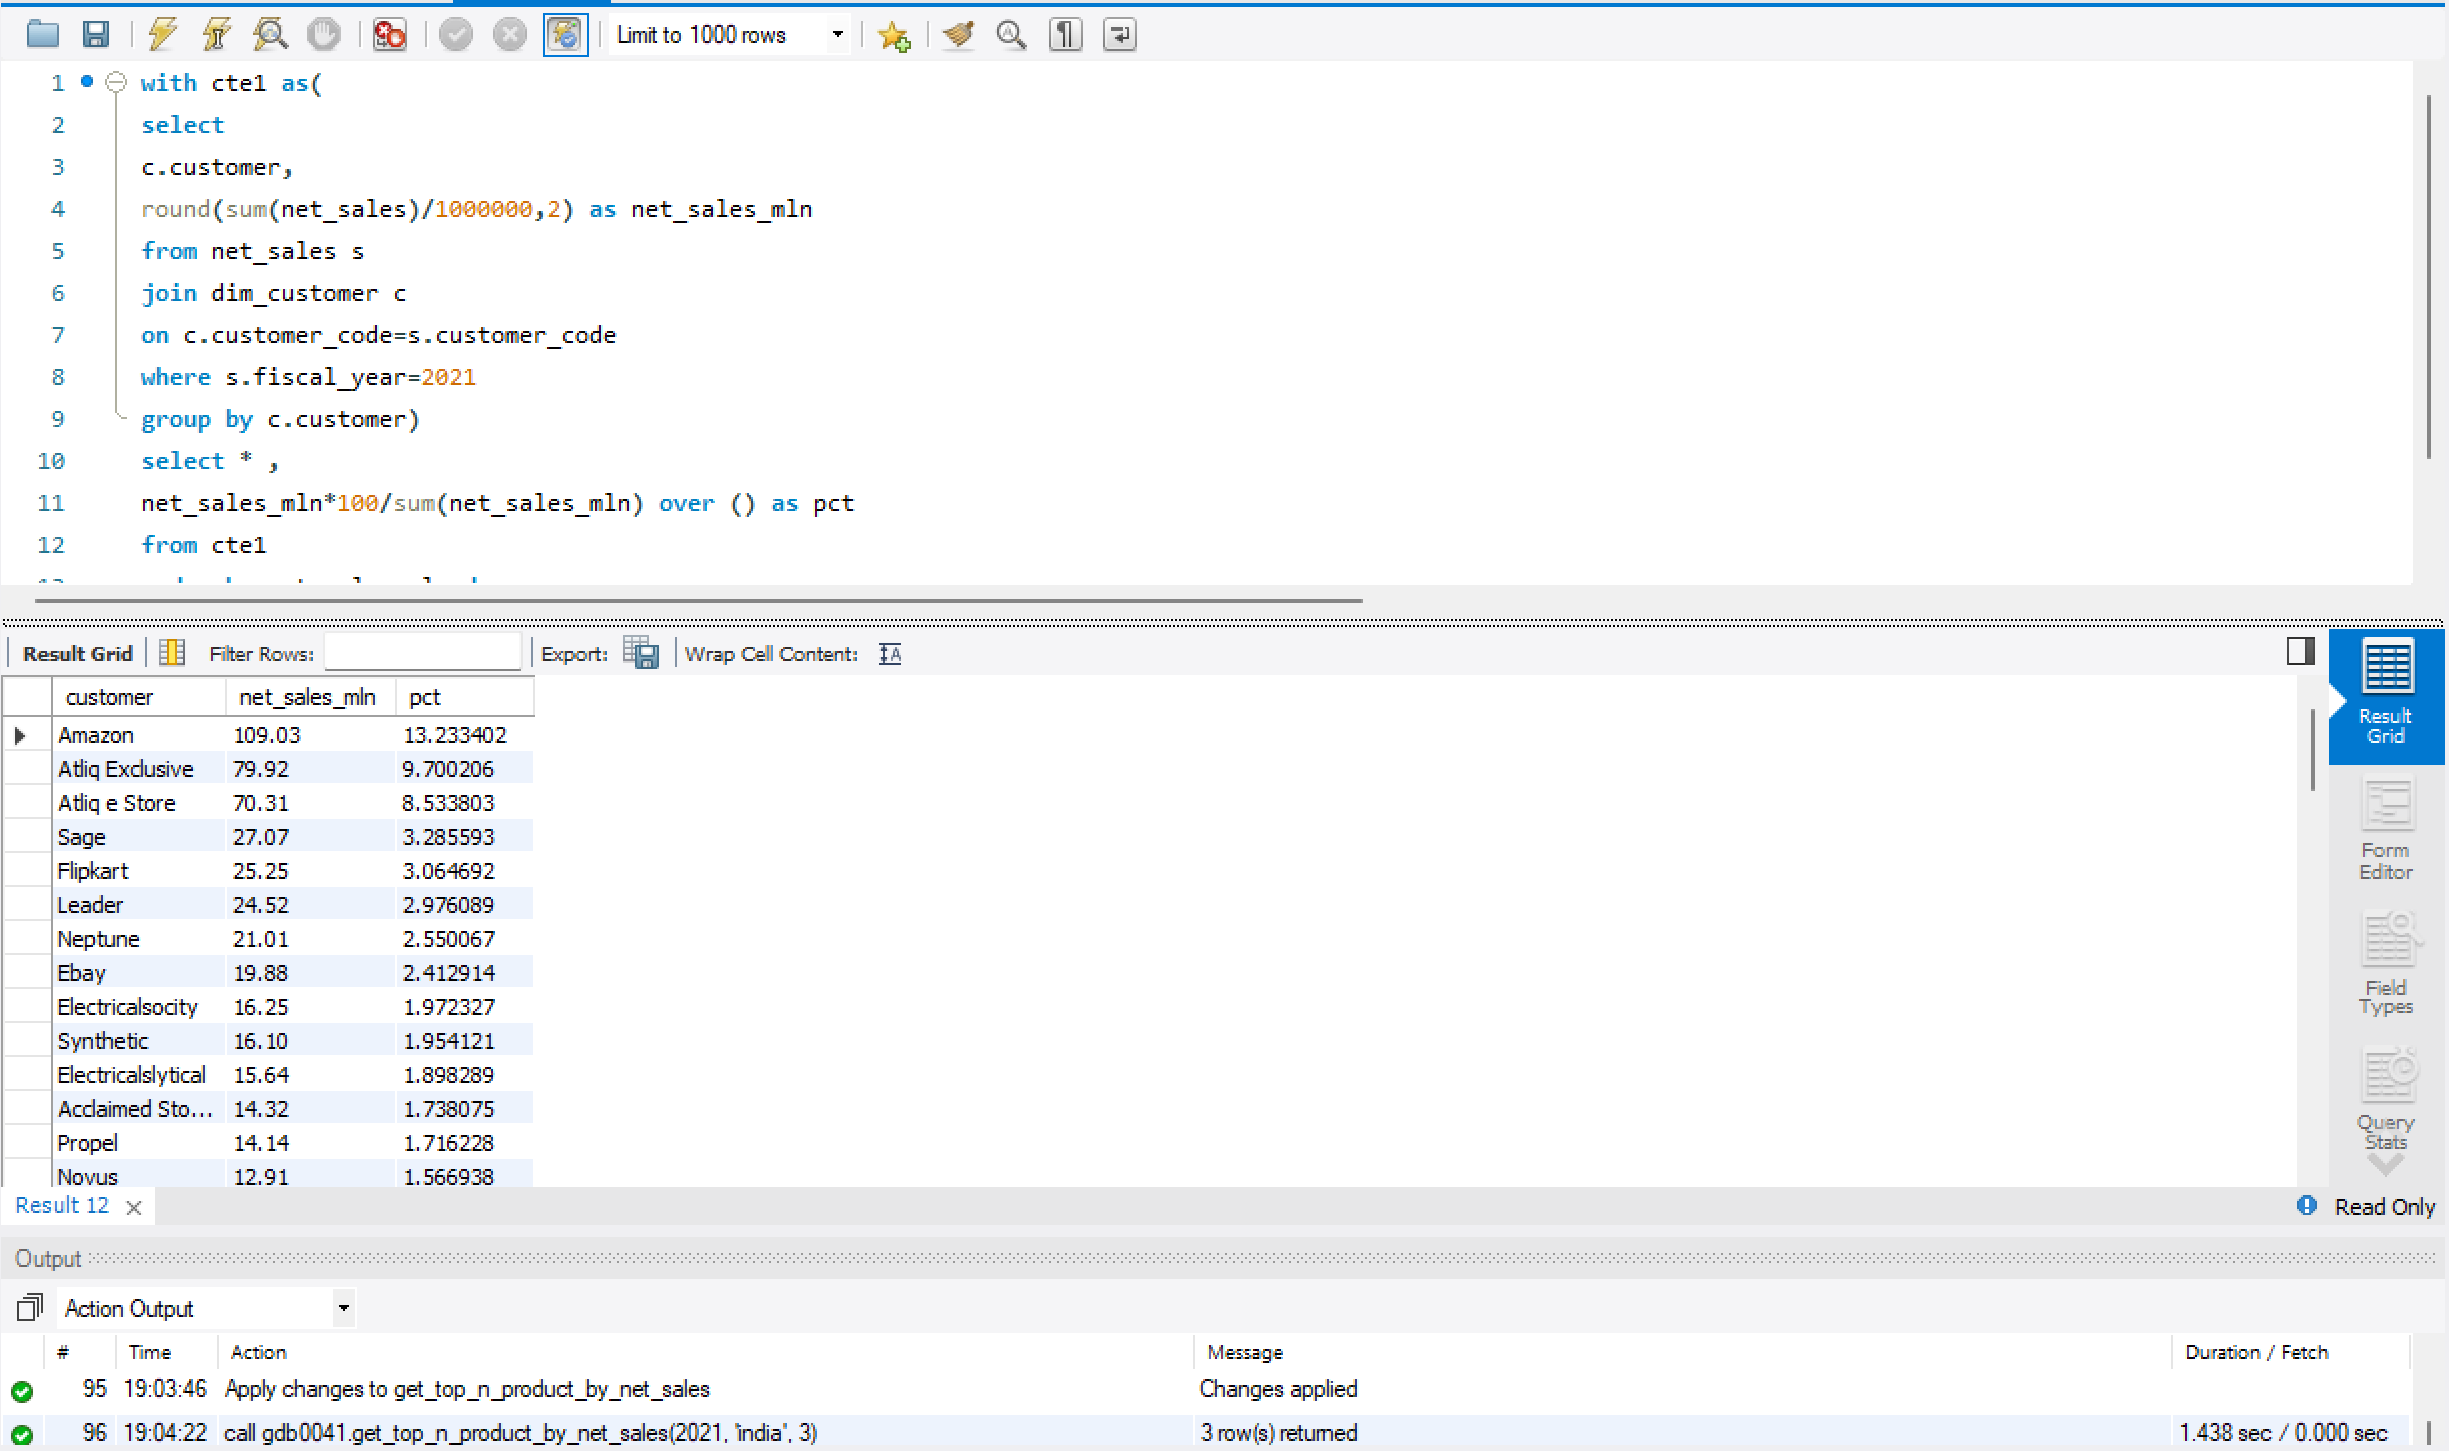 Limit to 1000 rows
1 with cte1 as(
2 select
3 c.customer,
4 round(sum(net_sales)/1000000,2) as net_sales_mln
5 from net_sales s
6 join dim_customer c
7 on c.customer_code=s.customer_code
8 where s.fiscal_year=2021
9 group by c.customer)
10 select * ,
11 net_sales_mln*100/sum(net_sales_mln) over () as pct
12 from cte1
Result Grid Filter Rows: Export: Wrap Cell Content:
customer net_sales_mln pct
Amazon 109.03 13.233402
Atliq Exclusive 79.92 9.700206
Atliq e Store 70.31 8.533803
Sage 27.07 3.285593
Flipkart 25.25 3.064692
Leader 24.52 2.976089
Neptune 21.01 2.550067
Ebay 19.88 2.412914
Electricalsocity 16.25 1.972327
Synthetic 16.10 1.954121
Electricalslytical 15.64 1.898289
Acclaimed Sto... 14.32 1.738075
Propel 14.14 1.716228
Novus 12.91 1.566938
Result
Grid
Form
Editor
Field
Types
Query
Stats
Result 12 Read Only
Output
Action Output
# Time Action Message Duration / Fetch
95 19:03:46 Apply changes to get_top_n_product_by_net_sales Changes applied
96 19:04:22 call gdb0041.get_top_n_product_by_net_sales(2021, 'india', 3) 3 row(s) returned 1.438 sec / 0.000 sec